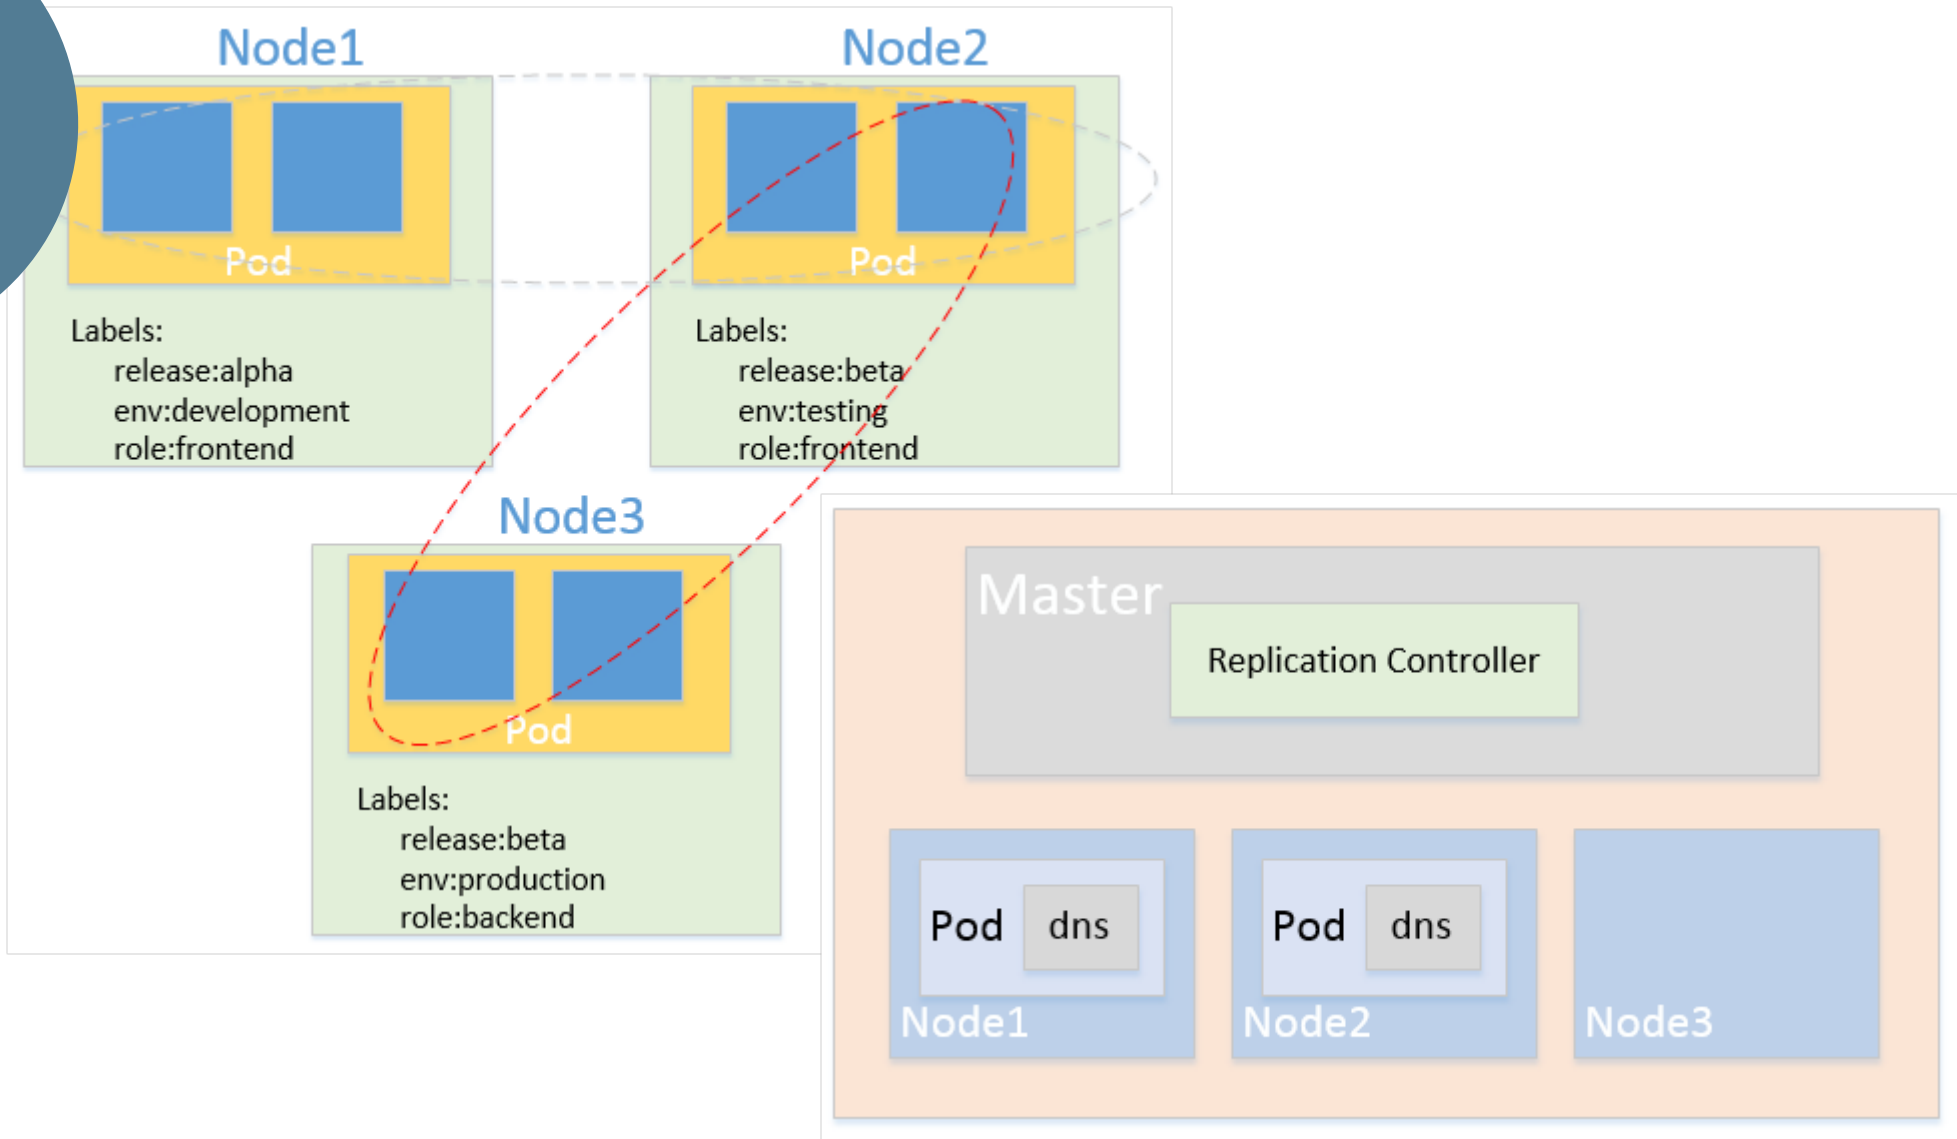 Node1
Pod
Labels:
release:alpha
env:development
role:frontend
Node2
Pod
Labels:
release:beta
env:testing
role:frontend
Node3
Pod
Labels:
release:beta
env:production
role:backend
Master
Replication Controller
Pod
dns
Node1
Pod
dns
Node2
Node3